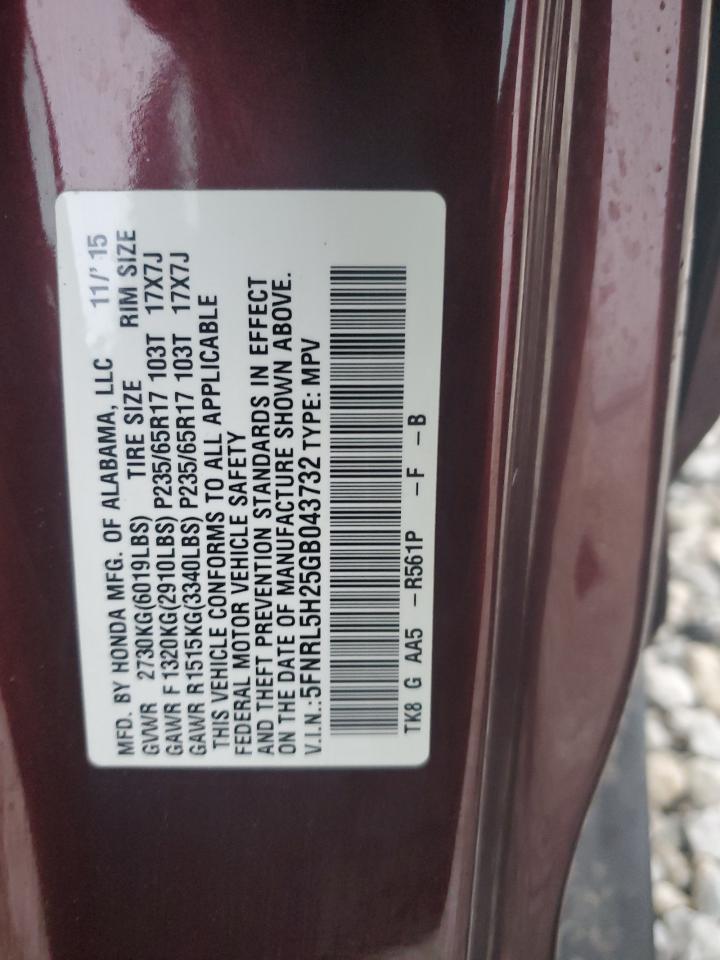 MFD. BY HONDA MFG. OF ALABAMA, LLC 11/' 15
GVWR 2730KG(6019LBS) TIRE SIZE RIM SIZE
GAWR F 1320KG(2910LBS) P235/65R17 103T 17X7J
GAWR R1515KG(3340LBS) P235/65R17 103T 17X7J
THIS VEHICLE CONFORMS TO ALL APPLICABLE
FEDERAL MOTOR VEHICLE SAFETY
AND THEFT PREVENTION STANDARDS IN EFFECT
ON THE DATE OF MANUFACTURE SHOWN ABOVE.
V.I.N.:5FNRL5H25GB043732 TYPE: MPV
TK8 G AA5 -R561P -F -B